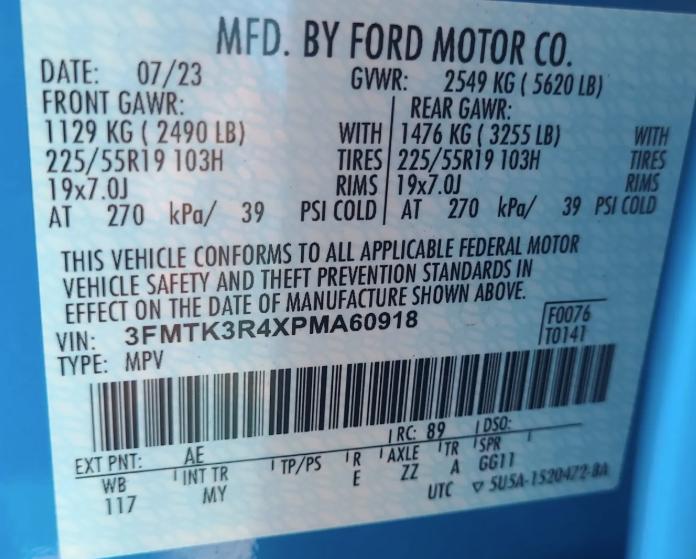 MFD. BY FORD MOTOR CO.
DATE: 07/23 GVWR: 2549 KG ( 5620 LB)
FRONT GAWR: REAR GAWR:
1129 KG ( 2490 LB) WITH 1476 KG ( 3255 LB) WITH
225/55R19 103H TIRES 225/55R19 103H TIRES
19x7.0J RIMS 19x7.0J RIMS
AT 270 kPa/ 39 PSI COLD AT 270 kPa/ 39 PSI COLD
THIS VEHICLE CONFORMS TO ALL APPLICABLE FEDERAL MOTOR
VEHICLE SAFETY AND THEFT PREVENTION STANDARDS IN
EFFECT ON THE DATE OF MANUFACTURE SHOWN ABOVE.
VIN: 3FMTK3R4XPMA60918 F0076
TYPE: MPV T0141
EXT PNT: AE RC: 89 DSO:
WB INT TR TP/PS R AXLE TR SPR
117 MY E ZZ A GG11
UTC ▽ 5U5A-1520472-BA